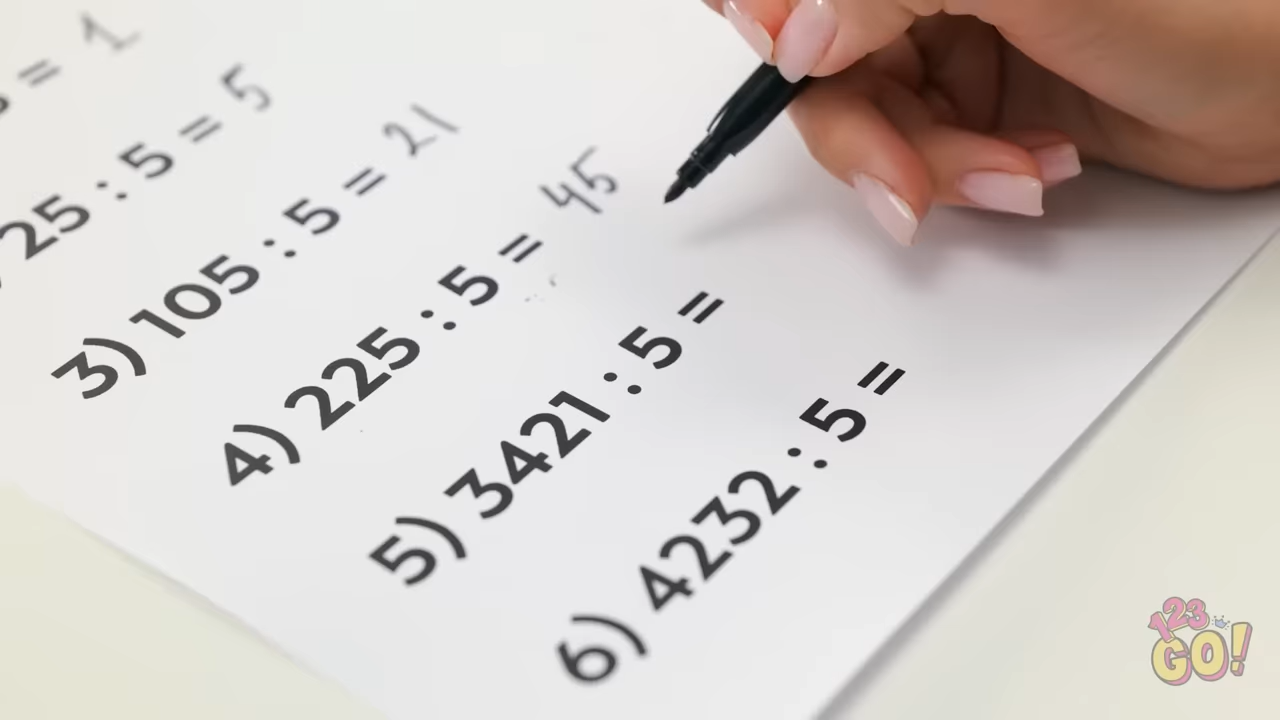 = 1
25 : 5 = 5
3) 105 : 5 = 21
4) 225 : 5 = 45
5) 3421 : 5 =
6) 4232 : 5 =
123
GO!